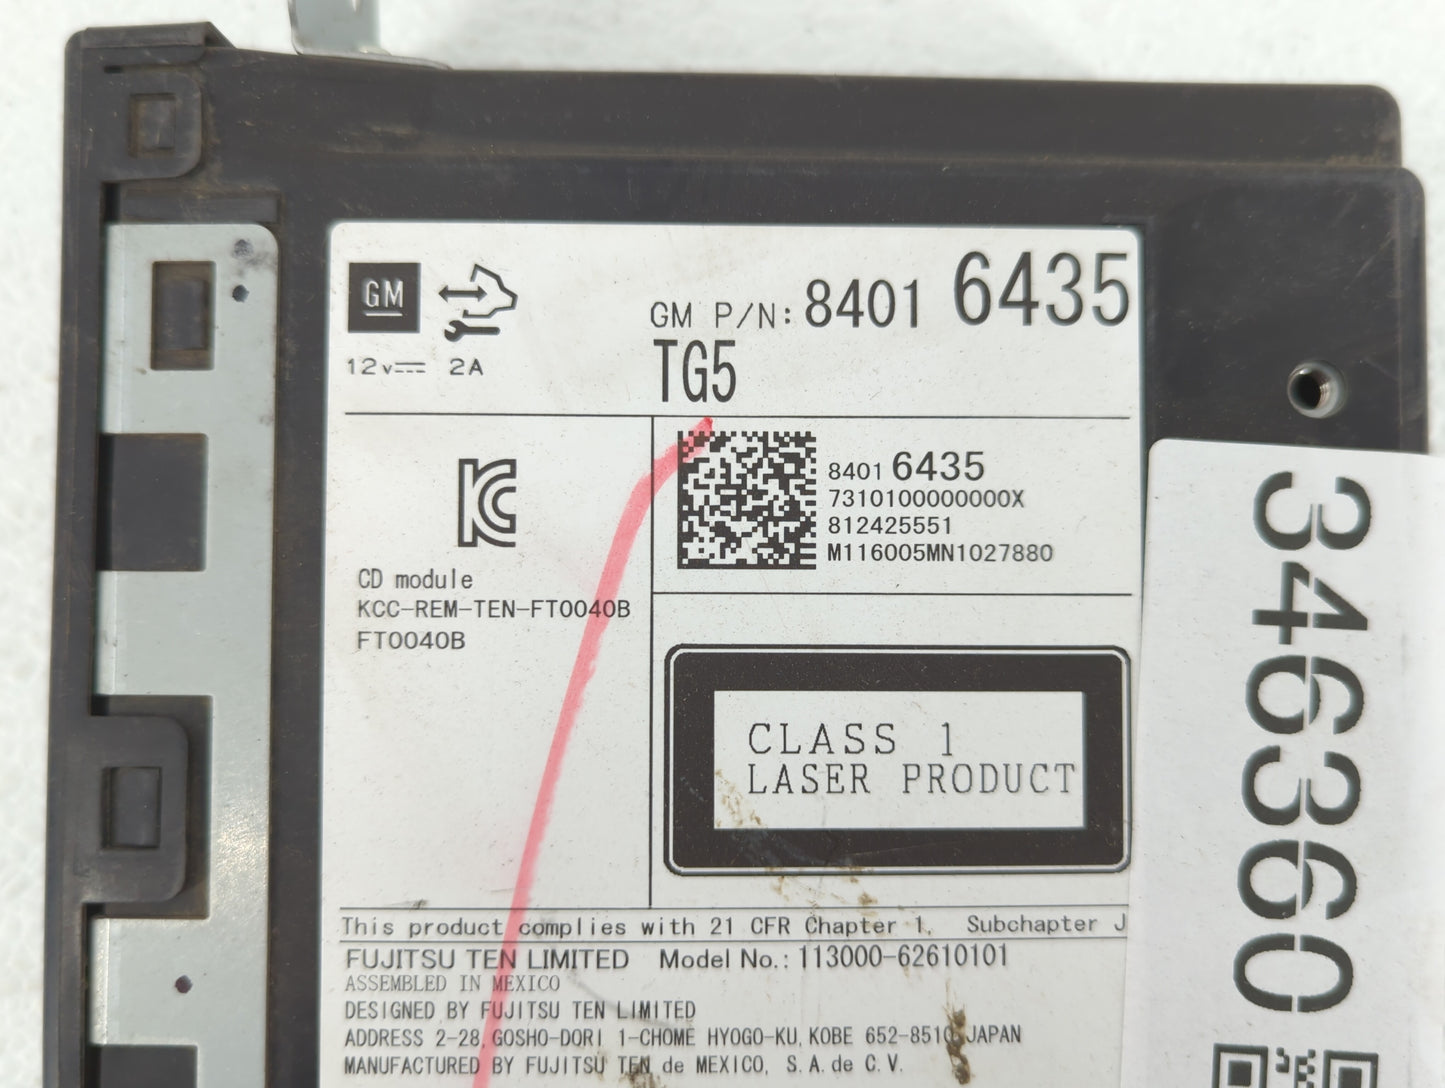 GM
12v 2A
GM P/N: 8401 6435
TG5
8401 6435
7310100000000X
812425551
M116005MN1027880
KC
CD module
KCC-REM-TEN-FT0040B
FT0040B
CLASS 1
LASER PRODUCT
This product complies with 21 CFR Chapter 1, Subchapter J
FUJITSU TEN LIMITED Model No.: 113000-62610101
ASSEMBLED IN MEXICO
DESIGNED BY FUJITSU TEN LIMITED
ADDRESS 2-28, GOSHO-DORI 1-CHOME HYOGO-KU, KOBE 652-8510 JAPAN
MANUFACTURED BY FUJITSU TEN de MEXICO, S.A. de C.V.
3463360